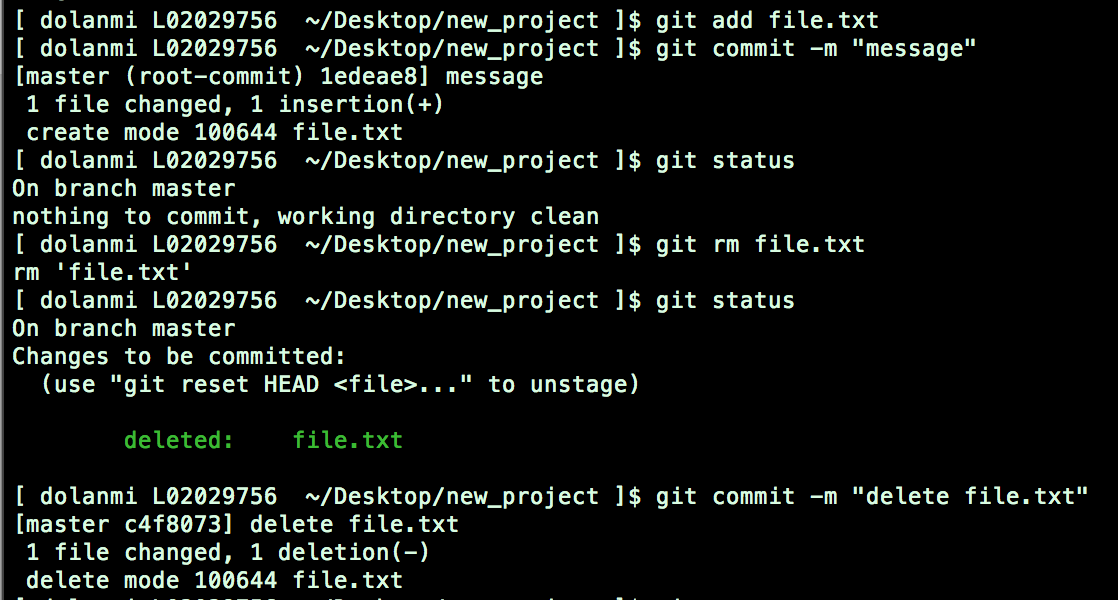 [ dolanmi L02029756  ~/Desktop/new_project ]$ git add file.txt
[ dolanmi L02029756  ~/Desktop/new_project ]$ git commit -m "message"
[master (root-commit) 1edeae8] message
 1 file changed, 1 insertion(+)
 create mode 100644 file.txt
[ dolanmi L02029756  ~/Desktop/new_project ]$ git status
On branch master
nothing to commit, working directory clean
[ dolanmi L02029756  ~/Desktop/new_project ]$ git rm file.txt
rm 'file.txt'
[ dolanmi L02029756  ~/Desktop/new_project ]$ git status
On branch master
Changes to be committed:
  (use "git reset HEAD <file>..." to unstage)
        deleted:    file.txt
[ dolanmi L02029756  ~/Desktop/new_project ]$ git commit -m "delete file.txt"
[master c4f8073] delete file.txt
 1 file changed, 1 deletion(-)
 delete mode 100644 file.txt